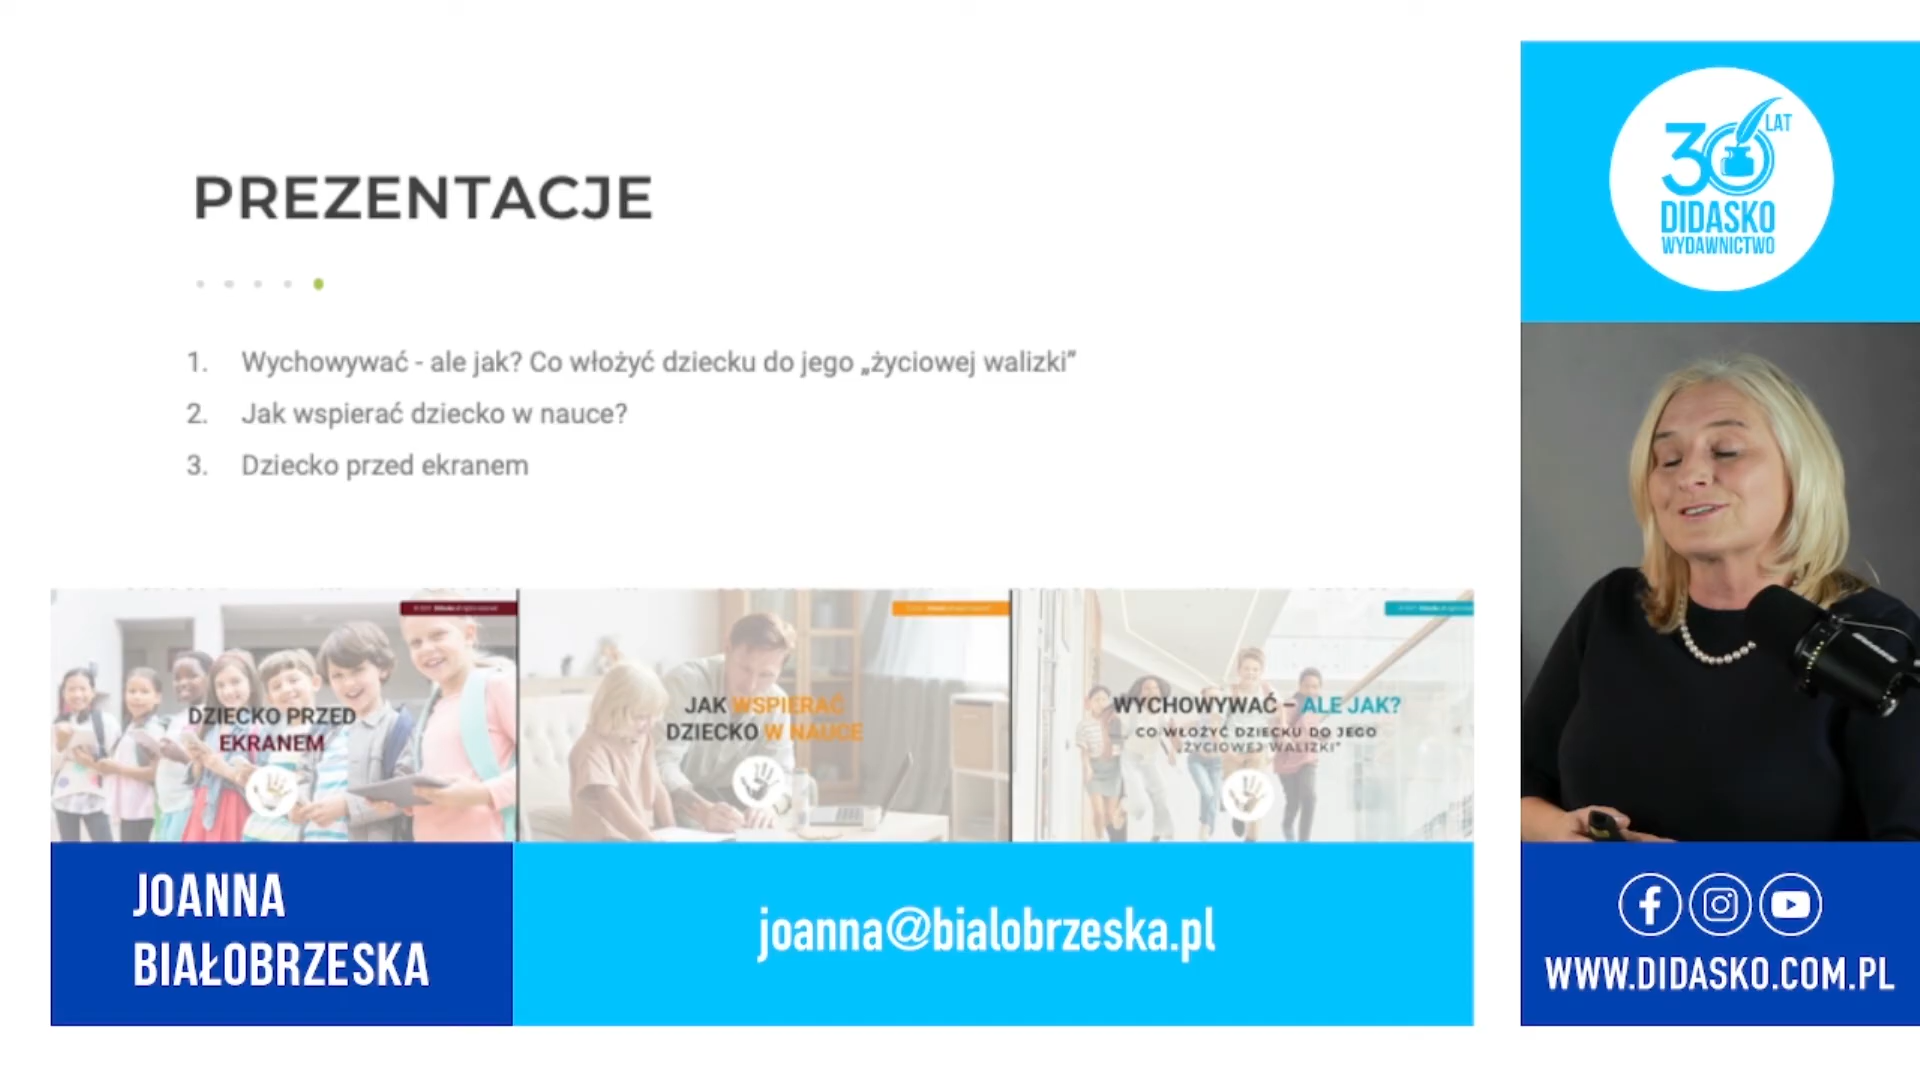 PREZENTACJE
1. Wychowywać - ale jak? Co włożyć dziecku do jego „życiowej walizki”
2. Jak wspierać dziecko w nauce?
3. Dziecko przed ekranem
DZIECKO PRZED
EKRANEM
JAK WSPIERAĆ
DZIECKO W NAUCE
WYCHOWYWAĆ – ALE JAK?
CO WŁOŻYĆ DZIECKU DO JEGO
„ŻYCIOWEJ WALIZKI”
JOANNA
BIAŁOBRZESKA
joanna@bialobrzeska.pl
30 LAT
DIDASKO
WYDAWNICTWO
WWW.DIDASKO.COM.PL